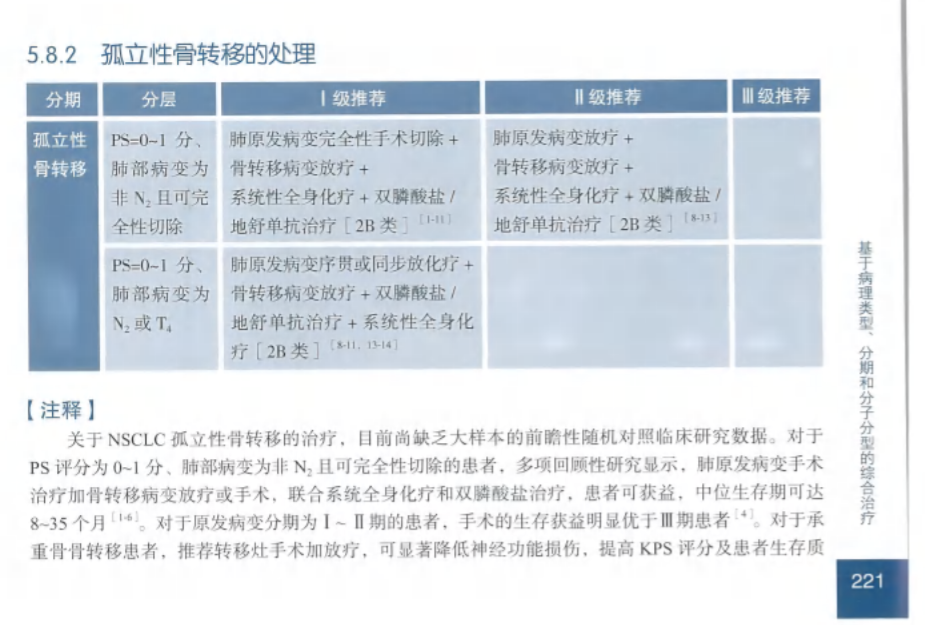 5.8.2 孤立性骨转移的处理
分期 分层 Ⅰ级推荐 Ⅱ级推荐 Ⅲ级推荐
孤立性
骨转移
PS=0~1 分、
肺部病变为
非 N₂ 且可完
全性切除
肺原发病变完全性手术切除 +
骨转移病变放疗 +
系统性全身化疗 + 双膦酸盐 /
地舒单抗治疗［2B 类］［1-11］
肺原发病变放疗 +
骨转移病变放疗 +
系统性全身化疗 + 双膦酸盐 /
地舒单抗治疗［2B 类］［8-13］
PS=0~1 分、
肺部病变为
N₂ 或 T₄
肺原发病变序贯或同步放化疗 +
骨转移病变放疗 + 双膦酸盐 /
地舒单抗治疗 + 系统性全身化
疗［2B 类］［8-11，13-14］
【注释】
关于 NSCLC 孤立性骨转移的治疗，目前尚缺乏大样本的前瞻性随机对照临床研究数据。对于
PS 评分为 0~1 分、肺部病变为非 N₂ 且可完全性切除的患者，多项回顾性研究显示，肺原发病变手术
治疗加骨转移病变放疗或手术，联合系统全身化疗和双膦酸盐治疗，患者可获益，中位生存期可达
8~35 个月［1-6］。对于原发病变分期为Ⅰ ~ Ⅱ期的患者，手术的生存获益明显优于Ⅲ期患者［4］。对于承
重骨骨转移患者，推荐转移灶手术加放疗，可显著降低神经功能损伤，提高 KPS 评分及患者生存质
基于病理类型、分期和分子分型的综合治疗
221